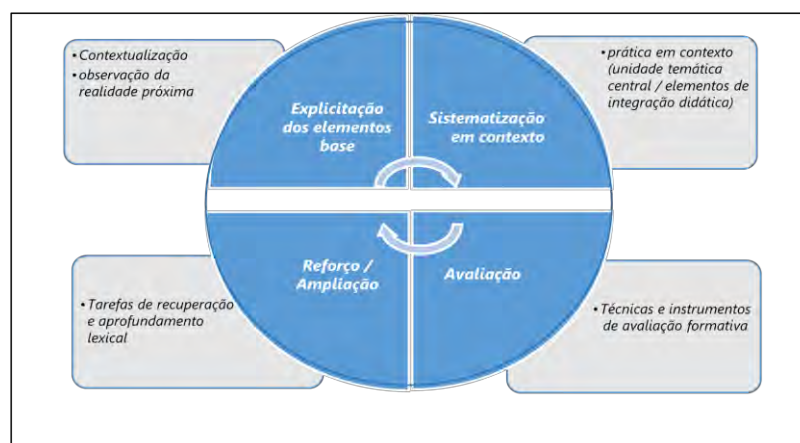 • Contextualização
• observação da
realidade próxima
Explicitação
dos elementos
base
Sistematização
em contexto
• prática em contexto
(unidade temática
central / elementos de
integração didática)
• Tarefas de recuperação
e aprofundamento
lexical
Reforço /
Ampliação
Avaliação
• Técnicas e instrumentos
de avaliação formativa